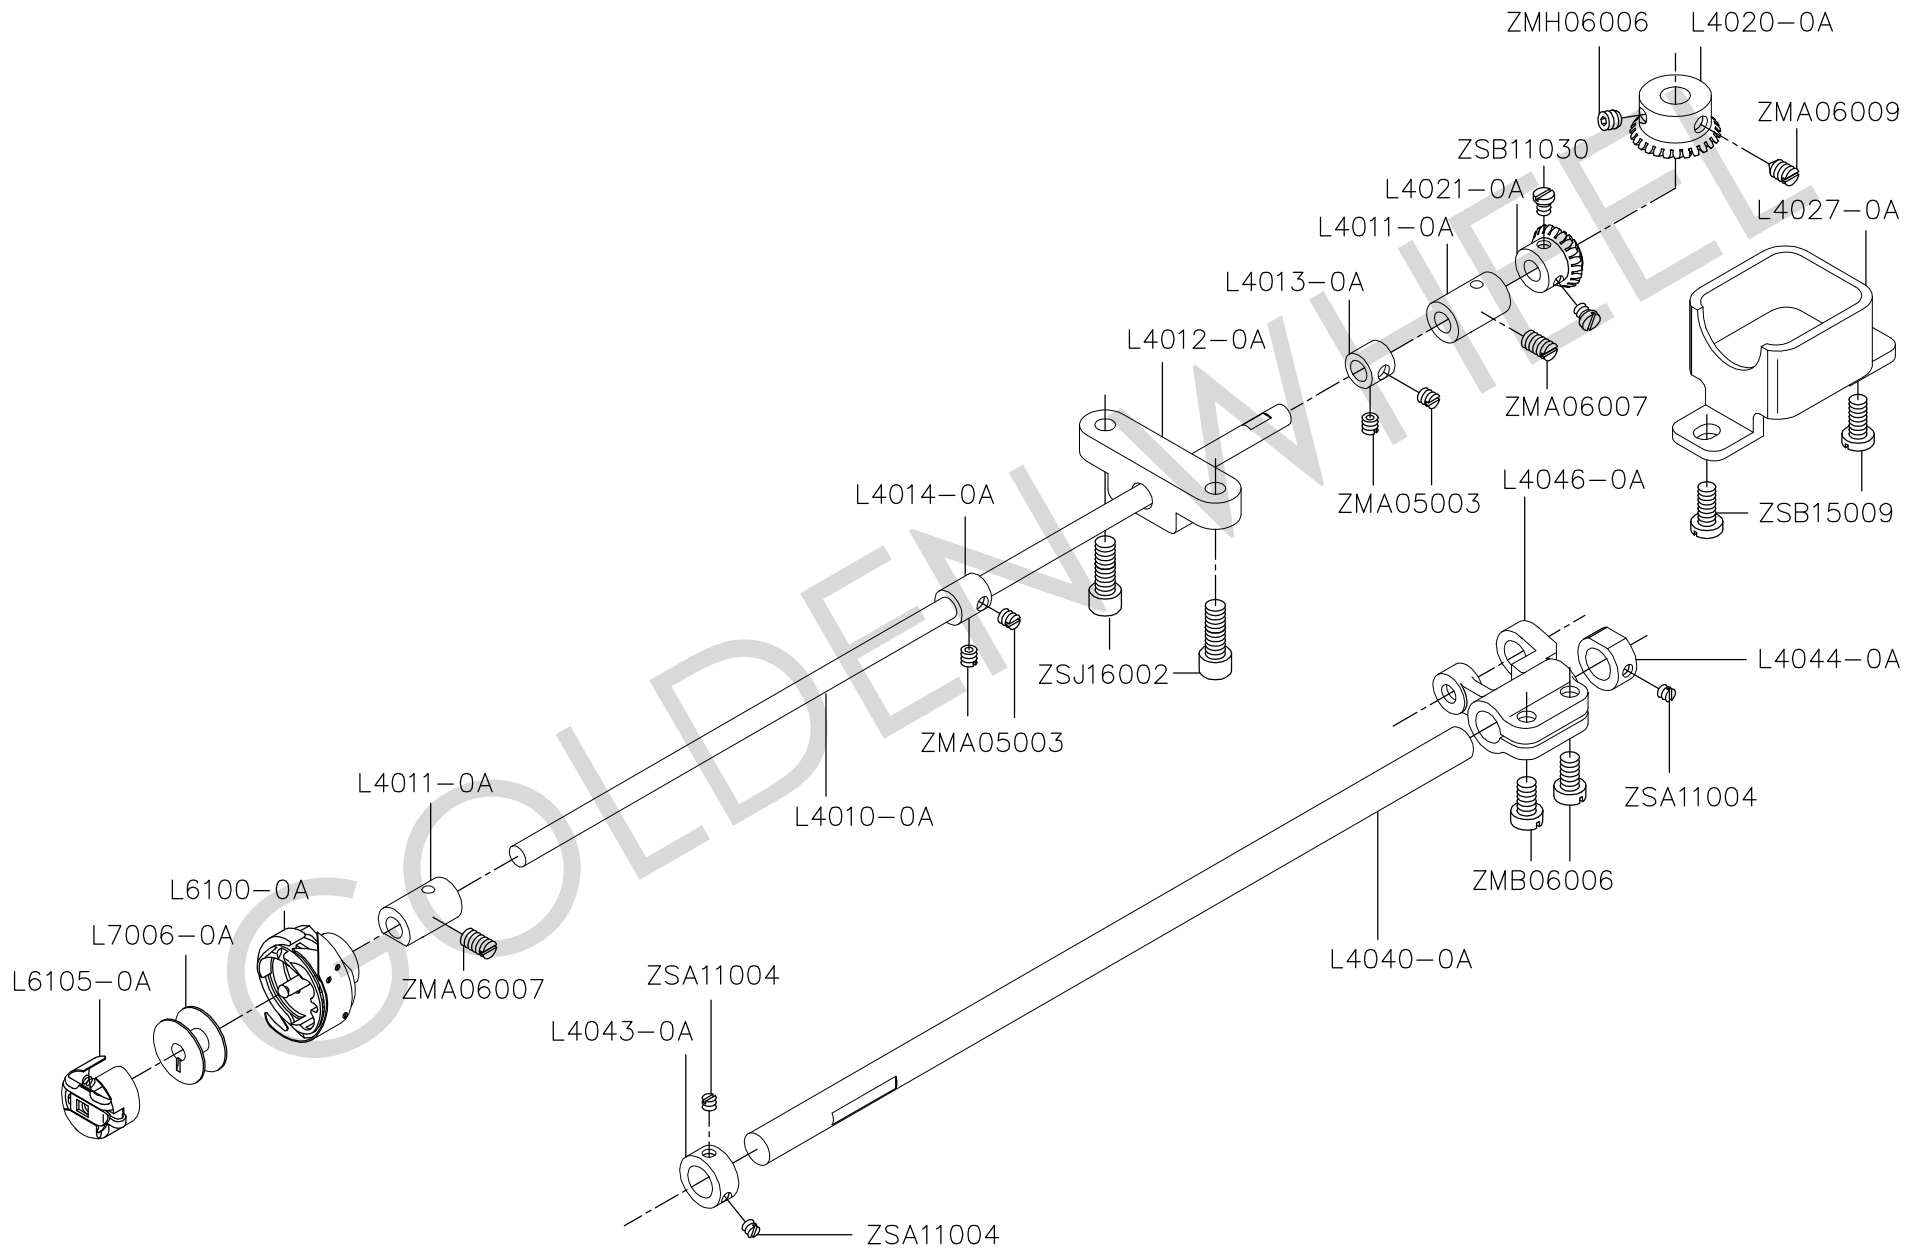 ZMH06006 L4020-0A
ZMA06009
ZSB11030
L4021-0A
L4027-0A
L4011-0A
L4013-0A
L4012-0A
ZMA06007
L4046-0A
L4014-0A
ZMA05003
ZSB15009
L4044-0A
ZSJ16002
ZMA05003
L4011-0A
ZSA11004
L4010-0A
ZMB06006
L6100-0A
L7006-0A
L4040-0A
L6105-0A
ZSA11004
ZMA06007
L4043-0A
ZSA11004
GOLDEN WHEEL